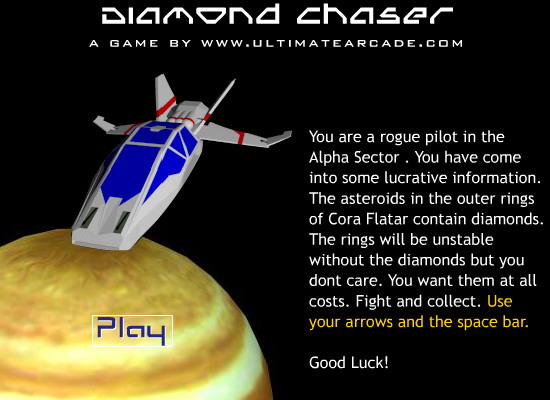 Diamond Chaser
A GAME BY WWW.ULTIMATEARCADE.COM
You are a rogue pilot in the
Alpha Sector . You have come
into some lucrative information.
The asteroids in the outer rings
of Cora Flatar contain diamonds.
The rings will be unstable
without the diamonds but you
dont care. You want them at all
costs. Fight and collect. Use
your arrows and the space bar.
Good Luck!
Play